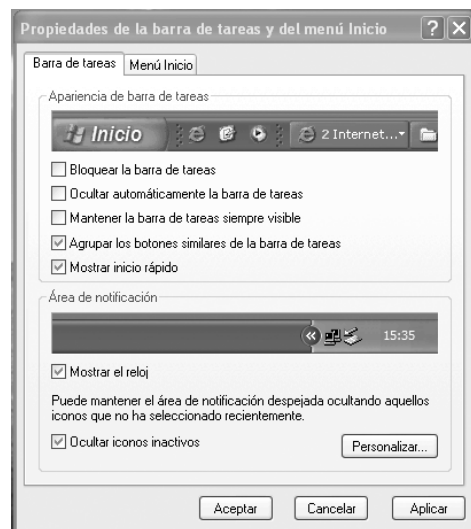 Propiedades de la barra de tareas y del menú Inicio
Barra de tareas Menú Inicio
Apariencia de barra de tareas
Inicio 2 Internet...
Bloquear la barra de tareas
Ocultar automáticamente la barra de tareas
Mantener la barra de tareas siempre visible
Agrupar los botones similares de la barra de tareas
Mostrar inicio rápido
Área de notificación
15:35
Mostrar el reloj
Puede mantener el área de notificación despejada ocultando aquellos
iconos que no ha seleccionado recientemente.
Ocultar iconos inactivos Personalizar...
Aceptar Cancelar Aplicar